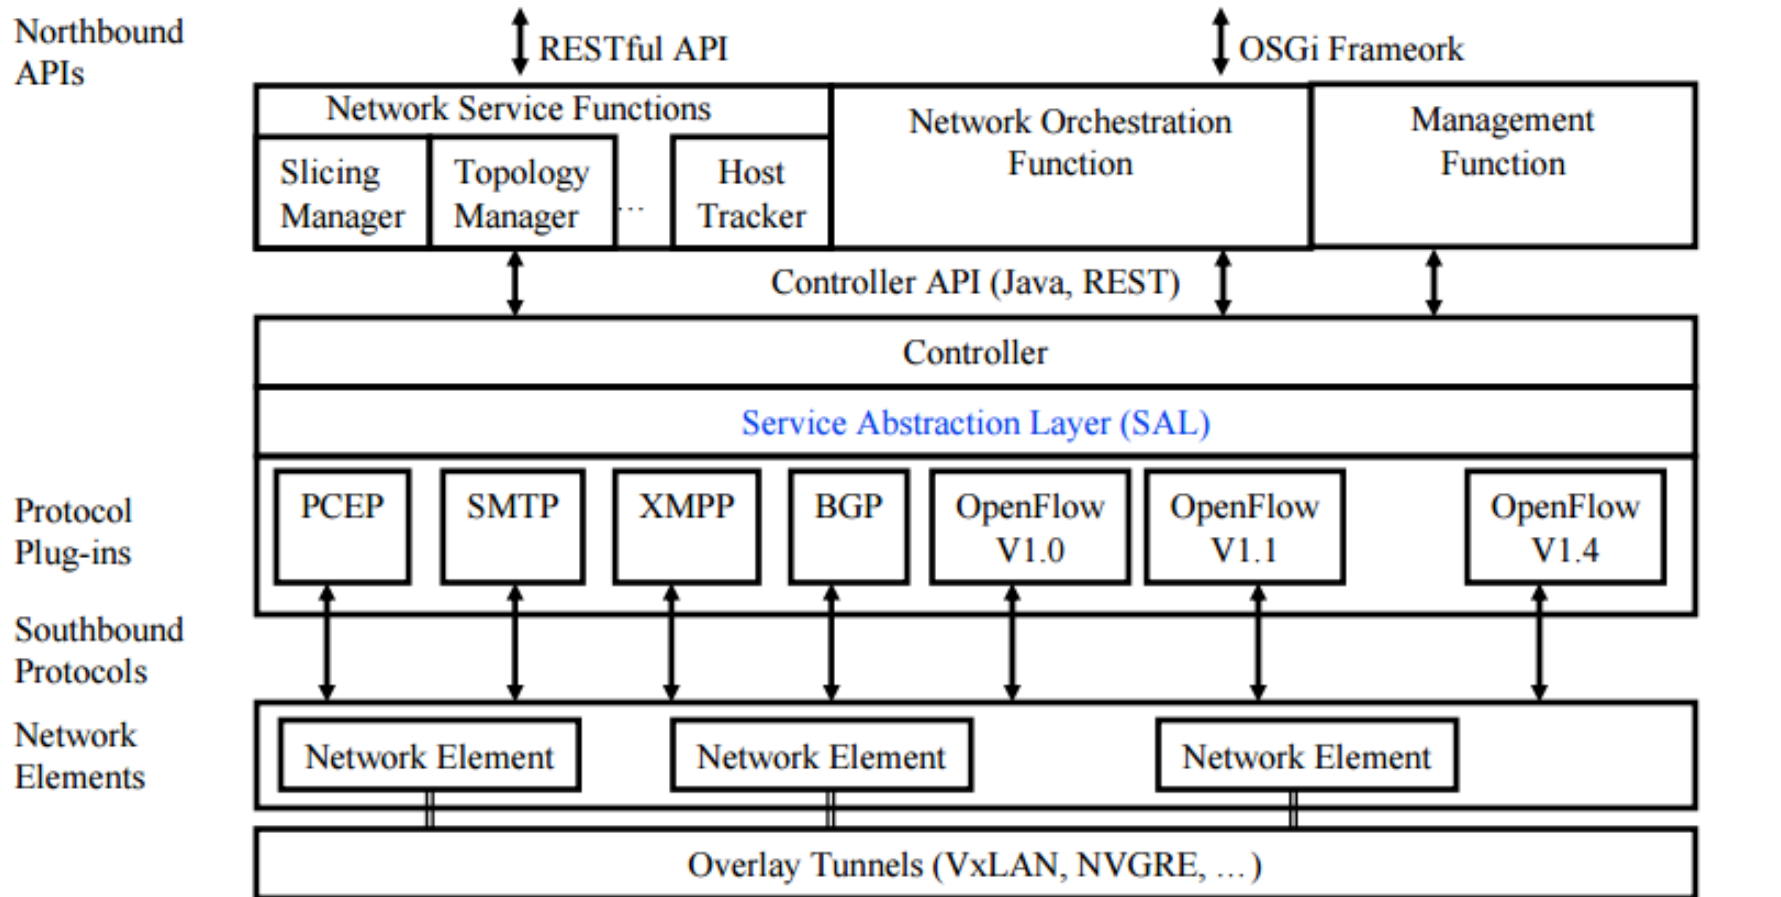 Northbound
APIs
RESTful API
OSGi Frameork
Network Service Functions
Slicing
Manager
Topology
Manager
...
Host
Tracker
Network Orchestration
Function
Management
Function
Controller API (Java, REST)
Controller
Service Abstraction Layer (SAL)
Protocol
Plug-ins
PCEP
SMTP
XMPP
BGP
OpenFlow
V1.0
OpenFlow
V1.1
OpenFlow
V1.4
Southbound
Protocols
Network
Elements
Network Element
Network Element
Network Element
Overlay Tunnels (VxLAN, NVGRE, ...)